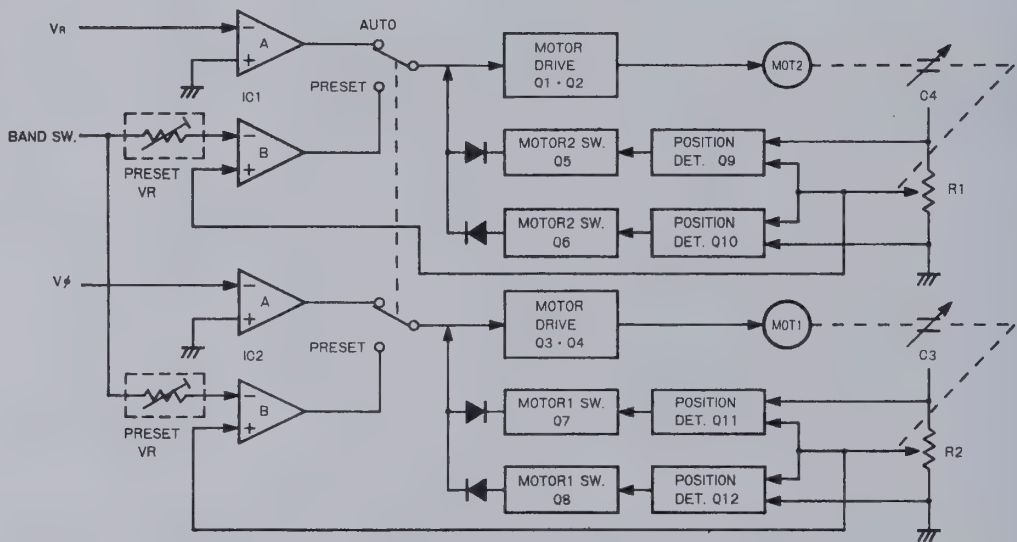 VR
A
IC1
AUTO
PRESET
MOTOR
DRIVE
Q1 · Q2
MOT2
C4
BAND SW.
PRESET
VR
B
MOTOR2 SW.
Q5
POSITION
DET. Q9
R1
MOTOR2 SW.
Q6
POSITION
DET. Q10
Vφ
A
IC2
PRESET
MOTOR
DRIVE
Q3 · Q4
MOT1
C3
PRESET
VR
B
MOTOR1 SW.
Q7
POSITION
DET. Q11
R2
MOTOR1 SW.
Q8
POSITION
DET. Q12